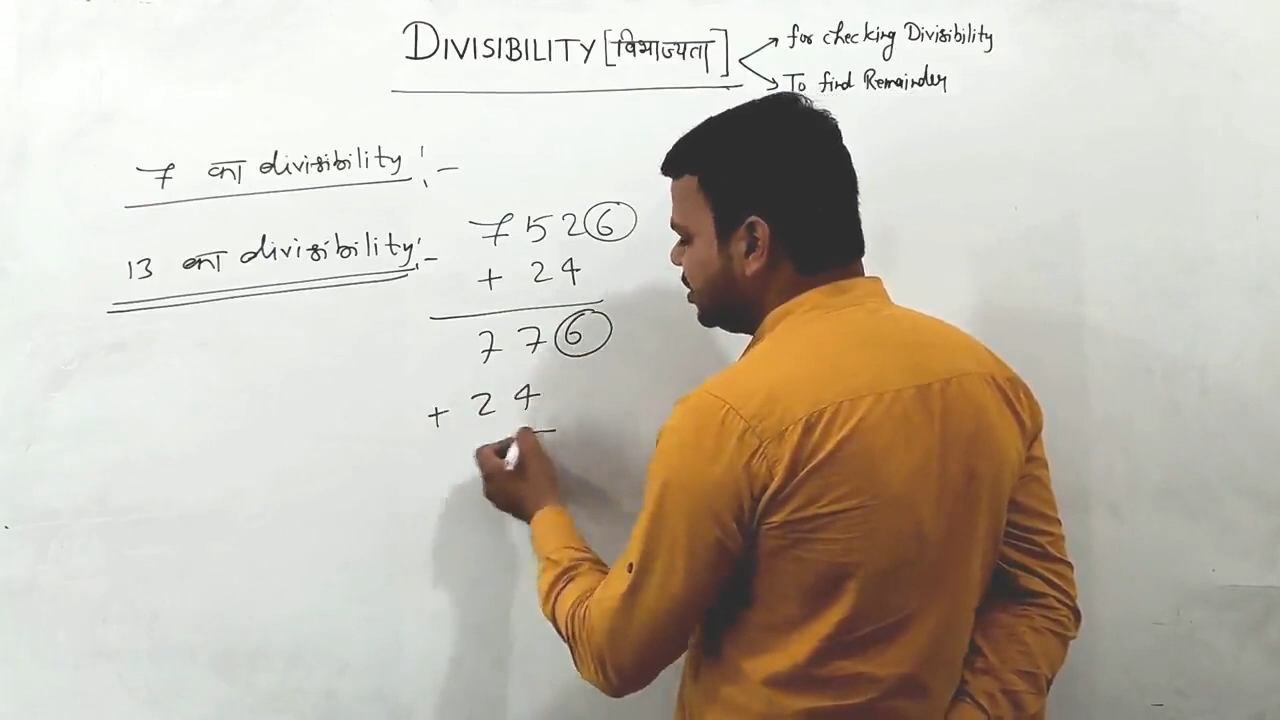 DIVISIBILITY [विभाज्यता]
for checking Divisibility
To find Remainder
7 का divisibility :-
13 का divisibility :-
7526
+ 24
776
+ 24